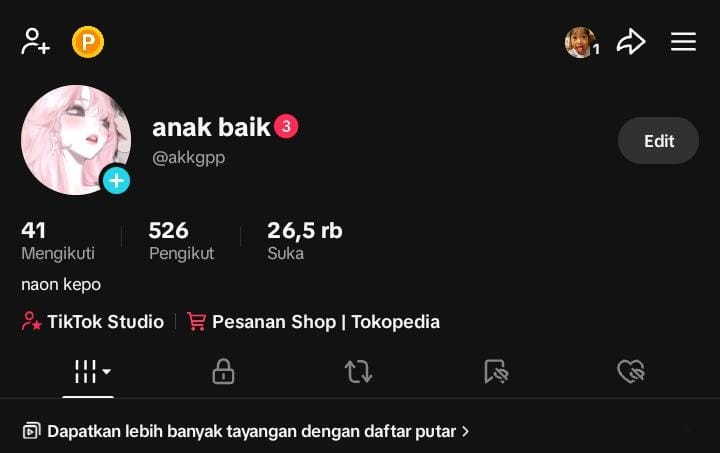 P
1
anak baik 3
@akkgpp
Edit
41 526 26,5 rb
Mengikuti Pengikut Suka
naon kepo
TikTok Studio Pesanan Shop | Tokopedia
Dapatkan lebih banyak tayangan dengan daftar putar >